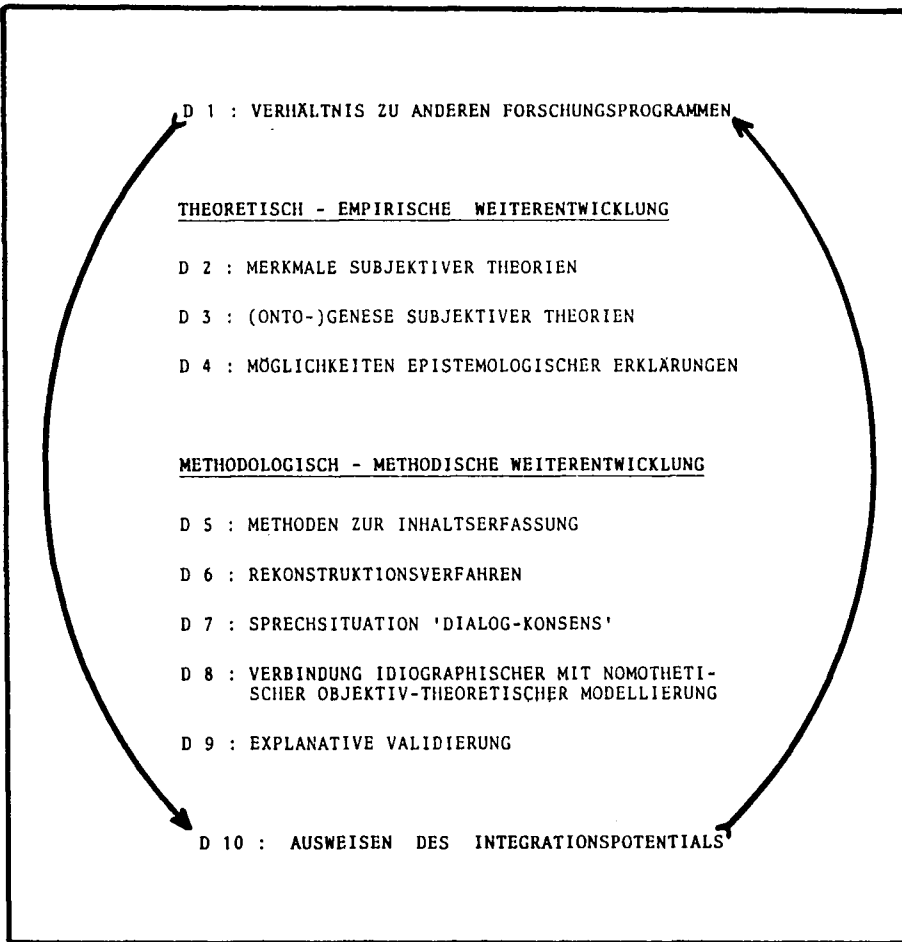 D 1 : VERHÄLTNIS ZU ANDEREN FORSCHUNGSPROGRAMMEN
THEORETISCH - EMPIRISCHE WEITERENTWICKLUNG
D 2 : MERKMALE SUBJEKTIVER THEORIEN
D 3 : (ONTO-)GENESE SUBJEKTIVER THEORIEN
D 4 : MÖGLICHKEITEN EPISTEMOLOGISCHER ERKLÄRUNGEN
METHODOLOGISCH - METHODISCHE WEITERENTWICKLUNG
D 5 : METHODEN ZUR INHALTSERFASSUNG
D 6 : REKONSTRUKTIONSVERFAHREN
D 7 : SPRECHSITUATION 'DIALOG-KONSENS'
D 8 : VERBINDUNG IDIOGRAPHISCHER MIT NOMOTHETI-
SCHER OBJEKTIV-THEORETISCHER MODELLIERUNG
D 9 : EXPLANATIVE VALIDIERUNG
D 10 : AUSWEISEN DES INTEGRATIONSPOTENTIALS